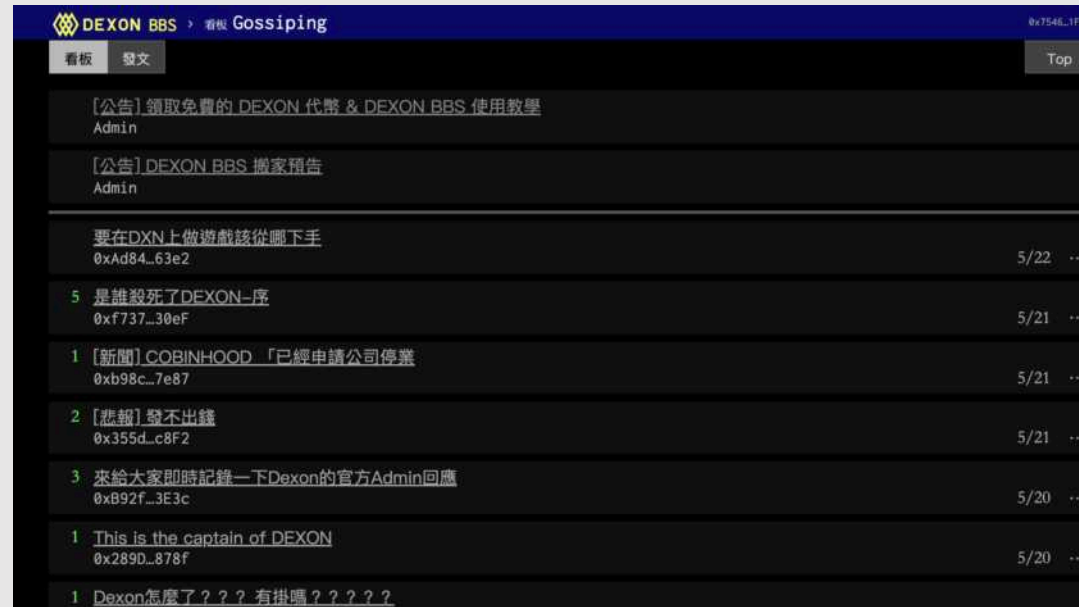 DEXON BBS › 看板 Gossiping 0x7546…1F
看板 發文 Top
[公告] 領取免費的 DEXON 代幣 & DEXON BBS 使用教學
Admin
[公告] DEXON BBS 搬家預告
Admin
要在DXN上做遊戲該從哪下手
0xAd84…63e2 5/22 ..
5 是誰殺死了DEXON-序
0xf737…30eF 5/21 ..
1 [新聞] COBINHOOD 「已經申請公司停業
0xb98c…7e87 5/21 ..
2 [悲報] 發不出錢
0x355d…c8F2 5/21 ..
3 來給大家即時記錄一下Dexon的官方Admin回應
0xB92f…3E3c 5/20 ..
1 This is the captain of DEXON
0x289D…878f 5/20 ..
1 Dexon怎麼了？？？ 有掛嗎？？？？？